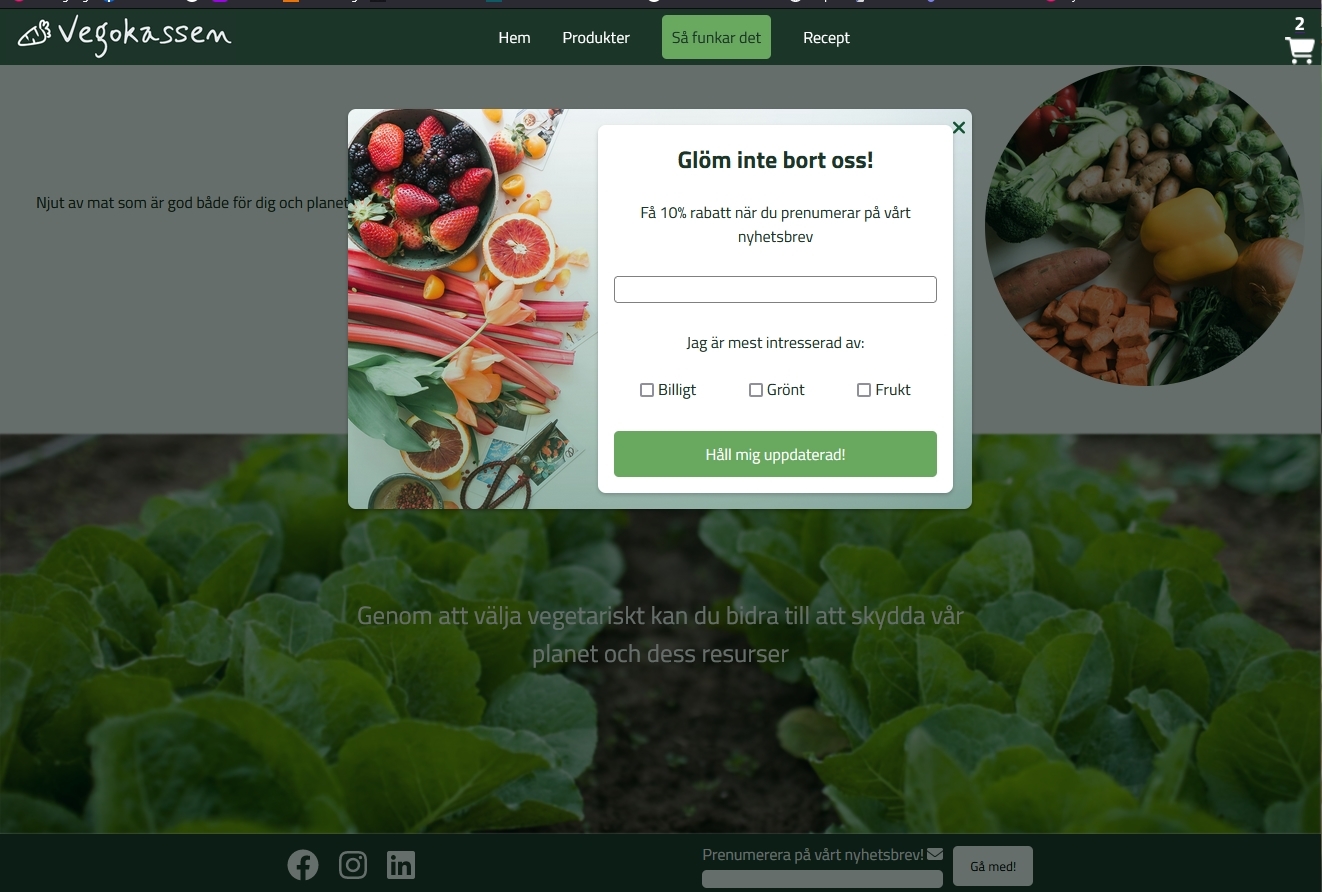 Vegokassen
Hem
Produkter
Så funkar det
Recept
2
Njut av mat som är god både för dig och planet
Glöm inte bort oss!
Få 10% rabatt när du prenumerar på vårt
nyhetsbrev
Jag är mest intresserad av:
Billigt
Grönt
Frukt
Håll mig uppdaterad!
Genom att välja vegetariskt kan du bidra till att skydda vår
planet och dess resurser
Prenumerera på vårt nyhetsbrev!
Gå med!